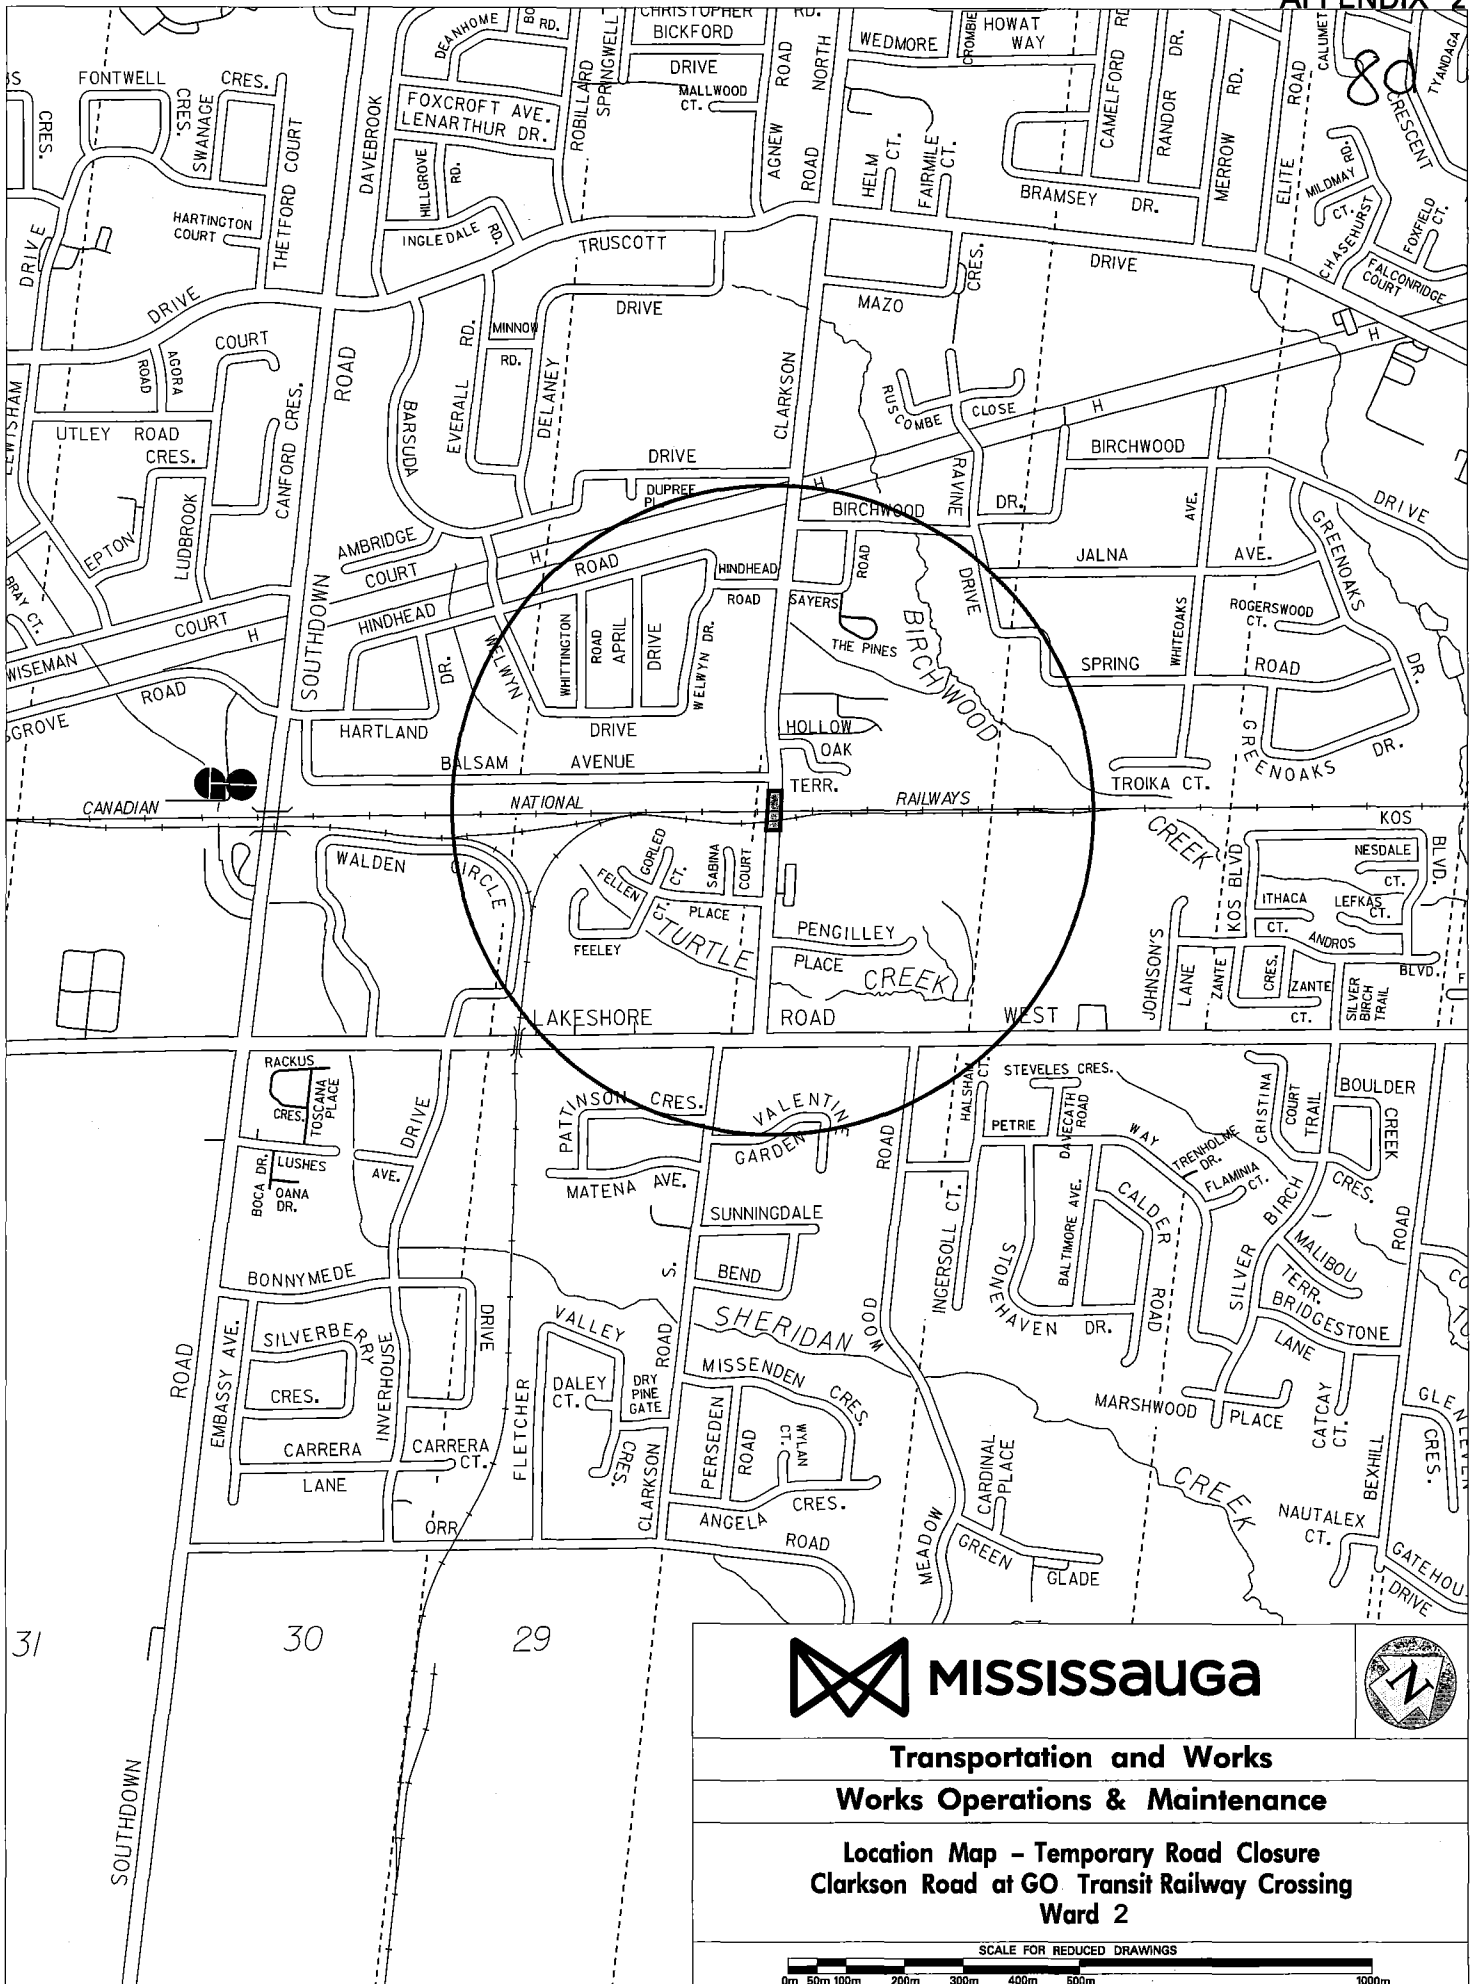 APPENDIX 2
8d
CHRISTOPHER
RD.
DEANHOME
RD.
BICKFORD
DRIVE
MALLWOOD
CT.
SPRINGWELL
ROBILLARD
AGNEW
ROAD
NORTH
ROAD
WEDMORE
CROMBIE
HOWAT
WAY
CAMELFORD RD
RANDOR DR.
MERROW RD.
ELITE ROAD
CALUMET
CRESCENT
TYANDAGA
FONTWELL CRES.
CRES.
CRES.
SWANAGE
THETFORD COURT
DAVEBROOK
FOXCROFT AVE.
LENARTHUR DR.
HILLGROVE
RD.
INGLEDALE RD.
HARTINGTON
COURT
DRIVE
HELM CT.
FAIRMILE CT.
BRAMSEY DR.
MILDMAY RD.
CT.
CHASEHURST
FOXFIELD CT.
FALCONRIDGE
COURT
TRUSCOTT
DRIVE
DRIVE
DRIVE
MAZO
CRES.
MINNOW
RD.
EVERALL RD.
DELANEY
BARSUDA
ROAD
COURT
ROAD
AGORA
LEWISHAM
UTLEY ROAD
CRES.
CANFORD CRES.
LUDBROOK
EPTON
BRAY CT.
CLARKSON
RUSCOMBE CLOSE
H
H
RAVINE
BIRCHWOOD
DRIVE
DR.
DRIVE
DUPREE
PL.
H
BIRCHWOOD
AVE.
AMBRIDGE
COURT
H
ROAD
HINDHEAD
ROAD
ROAD
SAYERS
THE PINES
BIRCHWOOD
CREEK
DRIVE
JALNA AVE.
GREENOAKS
ROGERSWOOD
CT.
WHITEOAKS
SPRING ROAD
DR.
GREENOAKS DR.
TROIKA CT.
COURT
H
WISEMAN
ROAD
SGROVE
SOUTHDOWN
HINDHEAD
DR.
WELWYN
WHITTINGTON
ROAD
APRIL
DRIVE
WELWYN DR.
HARTLAND
DRIVE
BALSAM AVENUE
HOLLOW
OAK
TERR.
CANADIAN NATIONAL RAILWAYS
WALDEN CIRCLE
GORLED
CT.
FELLEN
CT.
SABINA
COURT
PLACE
FEELEY
TURTLE
CREEK
PENGILLEY
PLACE
KOS
BLVD.
KOS BLVD
NESDALE
CT.
ITHACA
CT.
LEFKAS
CT.
ANDROS
BLVD.
JOHNSON'S
LANE
ZANTE
CRES.
ZANTE
CT.
SILVER
BIRCH
TRAIL
LAKESHORE ROAD WEST
RACKUS
CRES.
TOSCANA
PLACE
LUSHES
AVE.
BOCA DR.
OANA
DR.
DRIVE
PATTINSON CRES.
VALENTINE
GARDEN
MATENA AVE.
SUNNINGDALE
BEND
ROAD
HALSHAM
CT.
STEVELES CRES.
DAVECATH
ROAD
PETRIE WAY
TRENHOLME
DR.
FLAMINIA
CT.
CRISTINA
COURT
TRAIL
BOULDER
CREEK
CRES.
INGERSOLL CT.
STONEHAVEN DR.
BALTIMORE AVE.
CALDER
ROAD
SILVER BIRCH
MALIBOU
TERR.
BRIDGESTONE
LANE
ROAD
BONNYMEDE
DRIVE
SILVERBERRY
CRES.
EMBASSY AVE.
INVERHOUSE
CARRERA
LANE
CARRERA
CT.
ORR
ROAD
FLETCHER
VALLEY
DALEY
CT.
DRY
PINE
GATE
CRES.
CLARKSON
ROAD
S.
SHERIDAN
CREEK
MISSENDEN
CRES.
PERSEDEN
ROAD
WYLAN
CT.
ANGELA
CRES.
ROAD
WOOD
MEADOW
CARDINAL
PLACE
GREEN
GLADE
MARSHWOOD PLACE
CATCAY
CT.
BEXHILL
CRES.
NAUTALEX
CT.
GATEHOU
DRIVE
31
30
29
SOUTHDOWN
MISSISSAUGA
N
Transportation and Works
Works Operations & Maintenance
Location Map - Temporary Road Closure
Clarkson Road at GO Transit Railway Crossing
Ward 2
SCALE FOR REDUCED DRAWINGS
0m 50m 100m 200m 300m 400m 500m 1000m